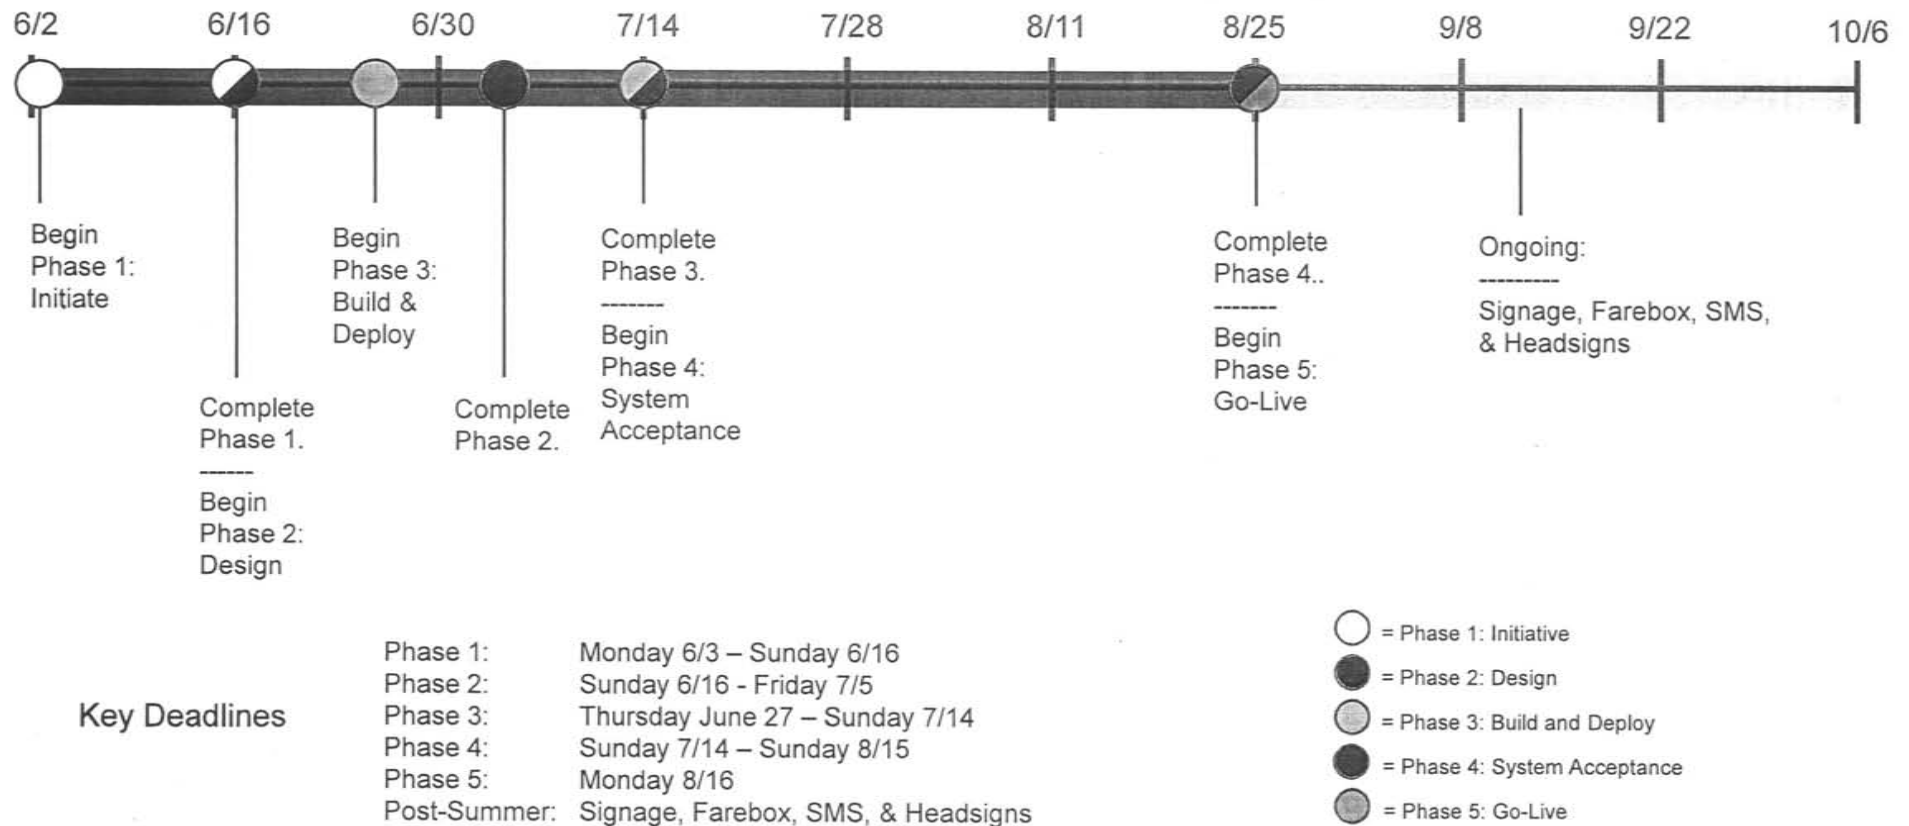 6/2 6/16 6/30 7/14 7/28 8/11 8/25 9/8 9/22 10/6
Begin
Phase 1:
Initiate
Complete
Phase 1.
------
Begin
Phase 2:
Design
Begin
Phase 3:
Build &
Deploy
Complete
Phase 2.
Complete
Phase 3.
-------
Begin
Phase 4:
System
Acceptance
Complete
Phase 4..
-------
Begin
Phase 5:
Go-Live
Ongoing:
---------
Signage, Farebox, SMS,
& Headsigns
Key Deadlines
Phase 1: Monday 6/3 – Sunday 6/16
Phase 2: Sunday 6/16 - Friday 7/5
Phase 3: Thursday June 27 – Sunday 7/14
Phase 4: Sunday 7/14 – Sunday 8/15
Phase 5: Monday 8/16
Post-Summer: Signage, Farebox, SMS, & Headsigns
= Phase 1: Initiative
= Phase 2: Design
= Phase 3: Build and Deploy
= Phase 4: System Acceptance
= Phase 5: Go-Live